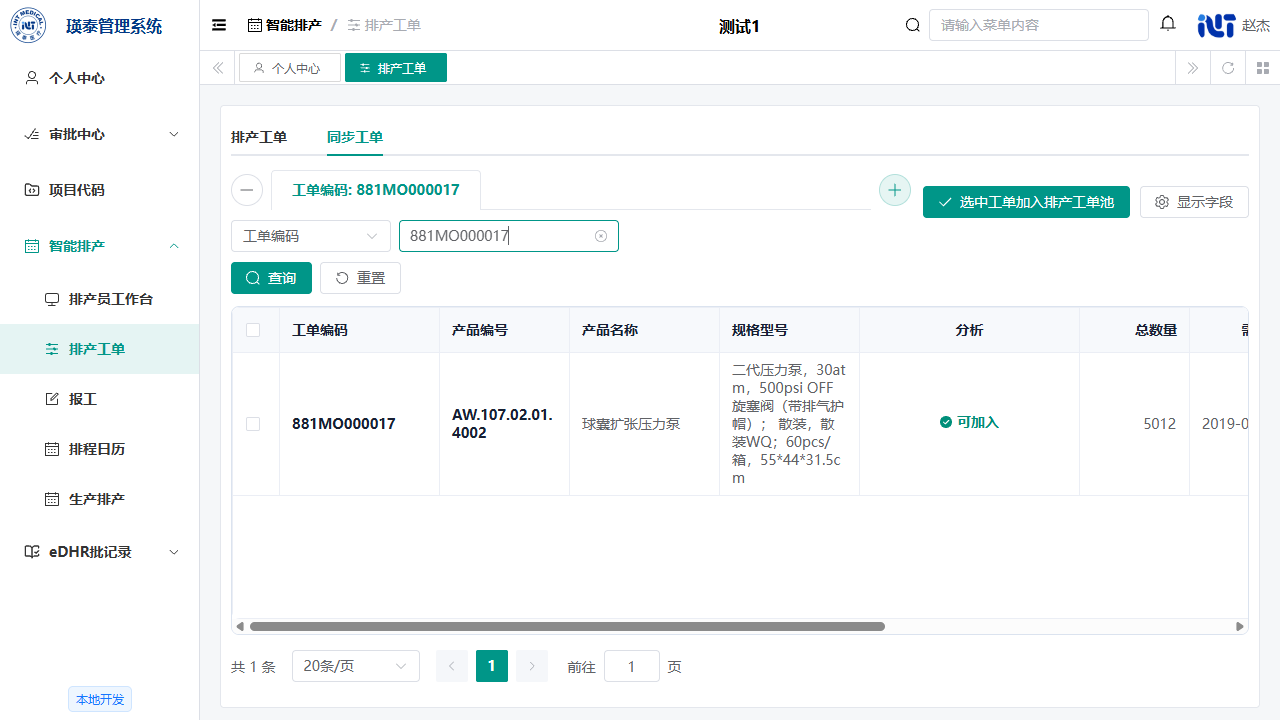 瑛泰管理系统
智能排产 / 排产工单
测试1
请输入菜单内容
赵杰
个人中心
排产工单
个人中心
审批中心
项目代码
智能排产
排产员工作台
排产工单
报工
排程日历
生产排产
eDHR批记录
本地开发
排产工单
同步工单
工单编码: 881MO000017
选中工单加入排产工单池
显示字段
工单编码
881MO000017
查询
重置
工单编码 产品编号 产品名称 规格型号 分析 总数量
881MO000017
AW.107.02.01.
4002
球囊扩张压力泵
二代压力泵，30at
m，500psi OFF
旋塞阀（带排气护
帽）； 散装，散
装WQ；60pcs/
箱，55*44*31.5c
m
可加入
5012
2019-0
共 1 条
20条/页
1
前往 1 页